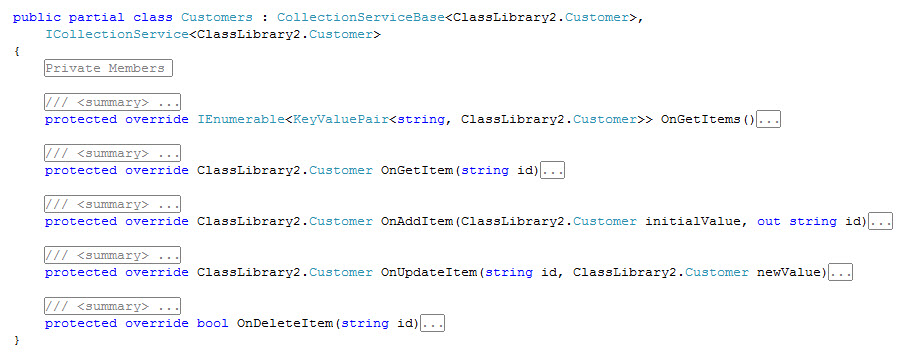 public partial class Customers : CollectionServiceBase<ClassLibrary2.Customer>,
    ICollectionService<ClassLibrary2.Customer>
{
    Private Members
    /// <summary> ...
    protected override IEnumerable<KeyValuePair<string, ClassLibrary2.Customer>> OnGetItems()...
    /// <summary> ...
    protected override ClassLibrary2.Customer OnGetItem(string id)...
    /// <summary> ...
    protected override ClassLibrary2.Customer OnAddItem(ClassLibrary2.Customer initialValue, out string id)...
    /// <summary> ...
    protected override ClassLibrary2.Customer OnUpdateItem(string id, ClassLibrary2.Customer newValue)...
    /// <summary> ...
    protected override bool OnDeleteItem(string id)...
}